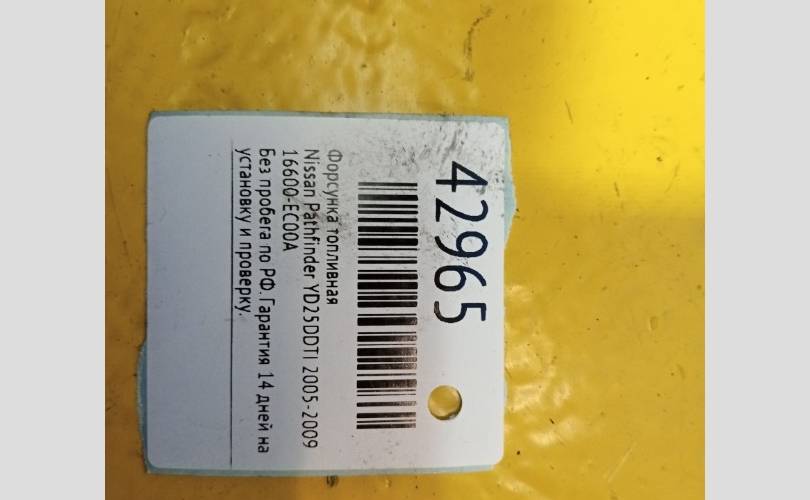 42965
Форсунка топливная
Nissan Pathfinder YD25DDTI 2005-2009
16600-EC00A
Без пробега по РФ. Гарантия 14 дней на
установку и проверку.